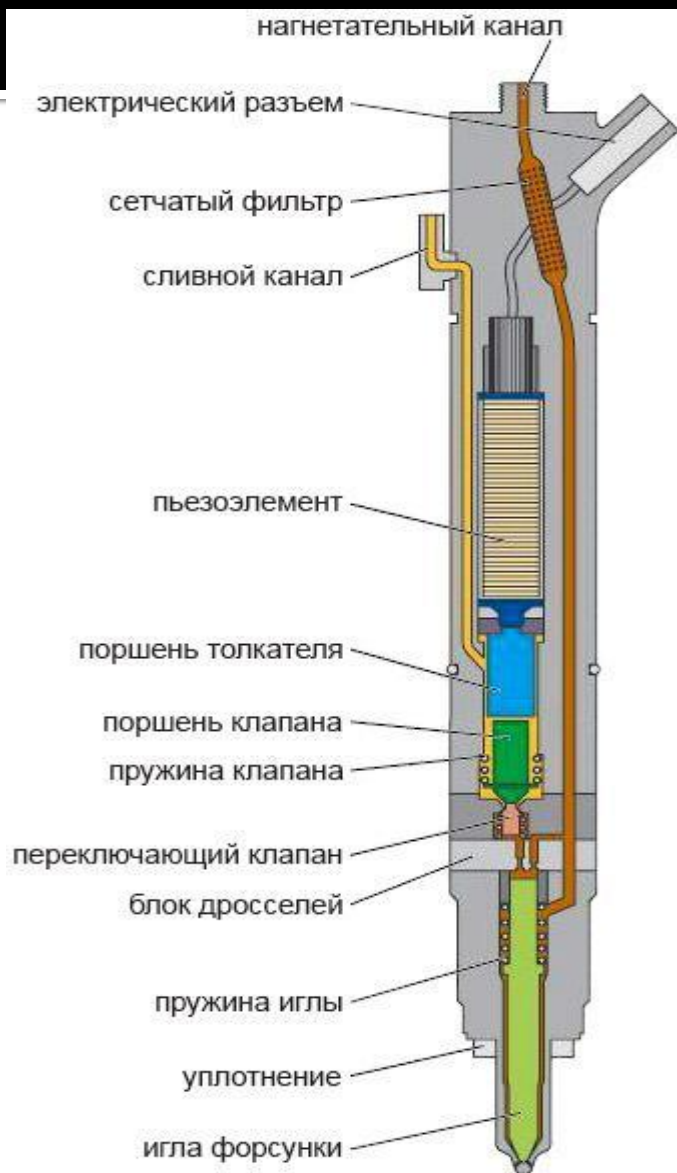 нагнетательный канал
электрический разъем
сетчатый фильтр
сливной канал
пьезоэлемент
поршень толкателя
поршень клапана
пружина клапана
переключающий клапан
блок дросселей
пружина иглы
уплотнение
игла форсунки